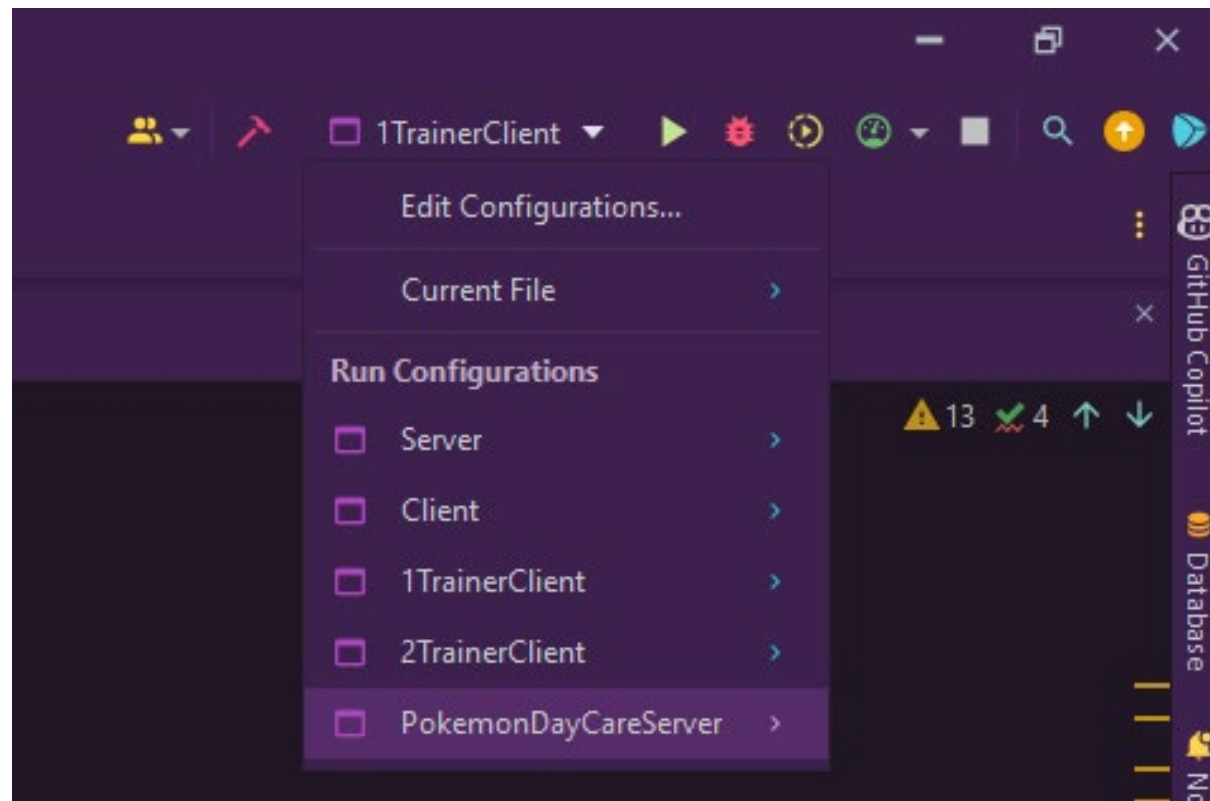 1TrainerClient
Edit Configurations...
Current File
Run Configurations
Server
Client
1TrainerClient
2TrainerClient
PokemonDayCareServer
13 4
GitHub Copilot
Database